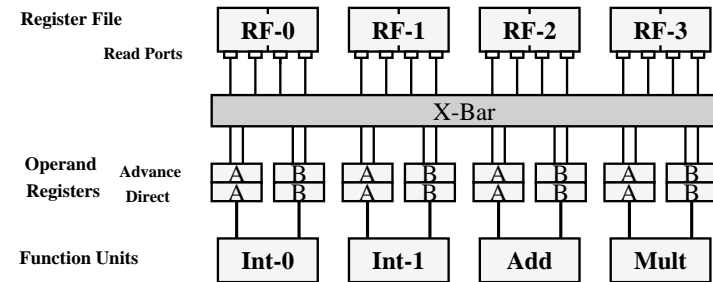 Register File RF-0 RF-1 RF-2 RF-3
Read Ports
X-Bar
Operand Advance A B A B A B A B
Registers Direct A B A B A B A B
Function Units Int-0 Int-1 Add Mult